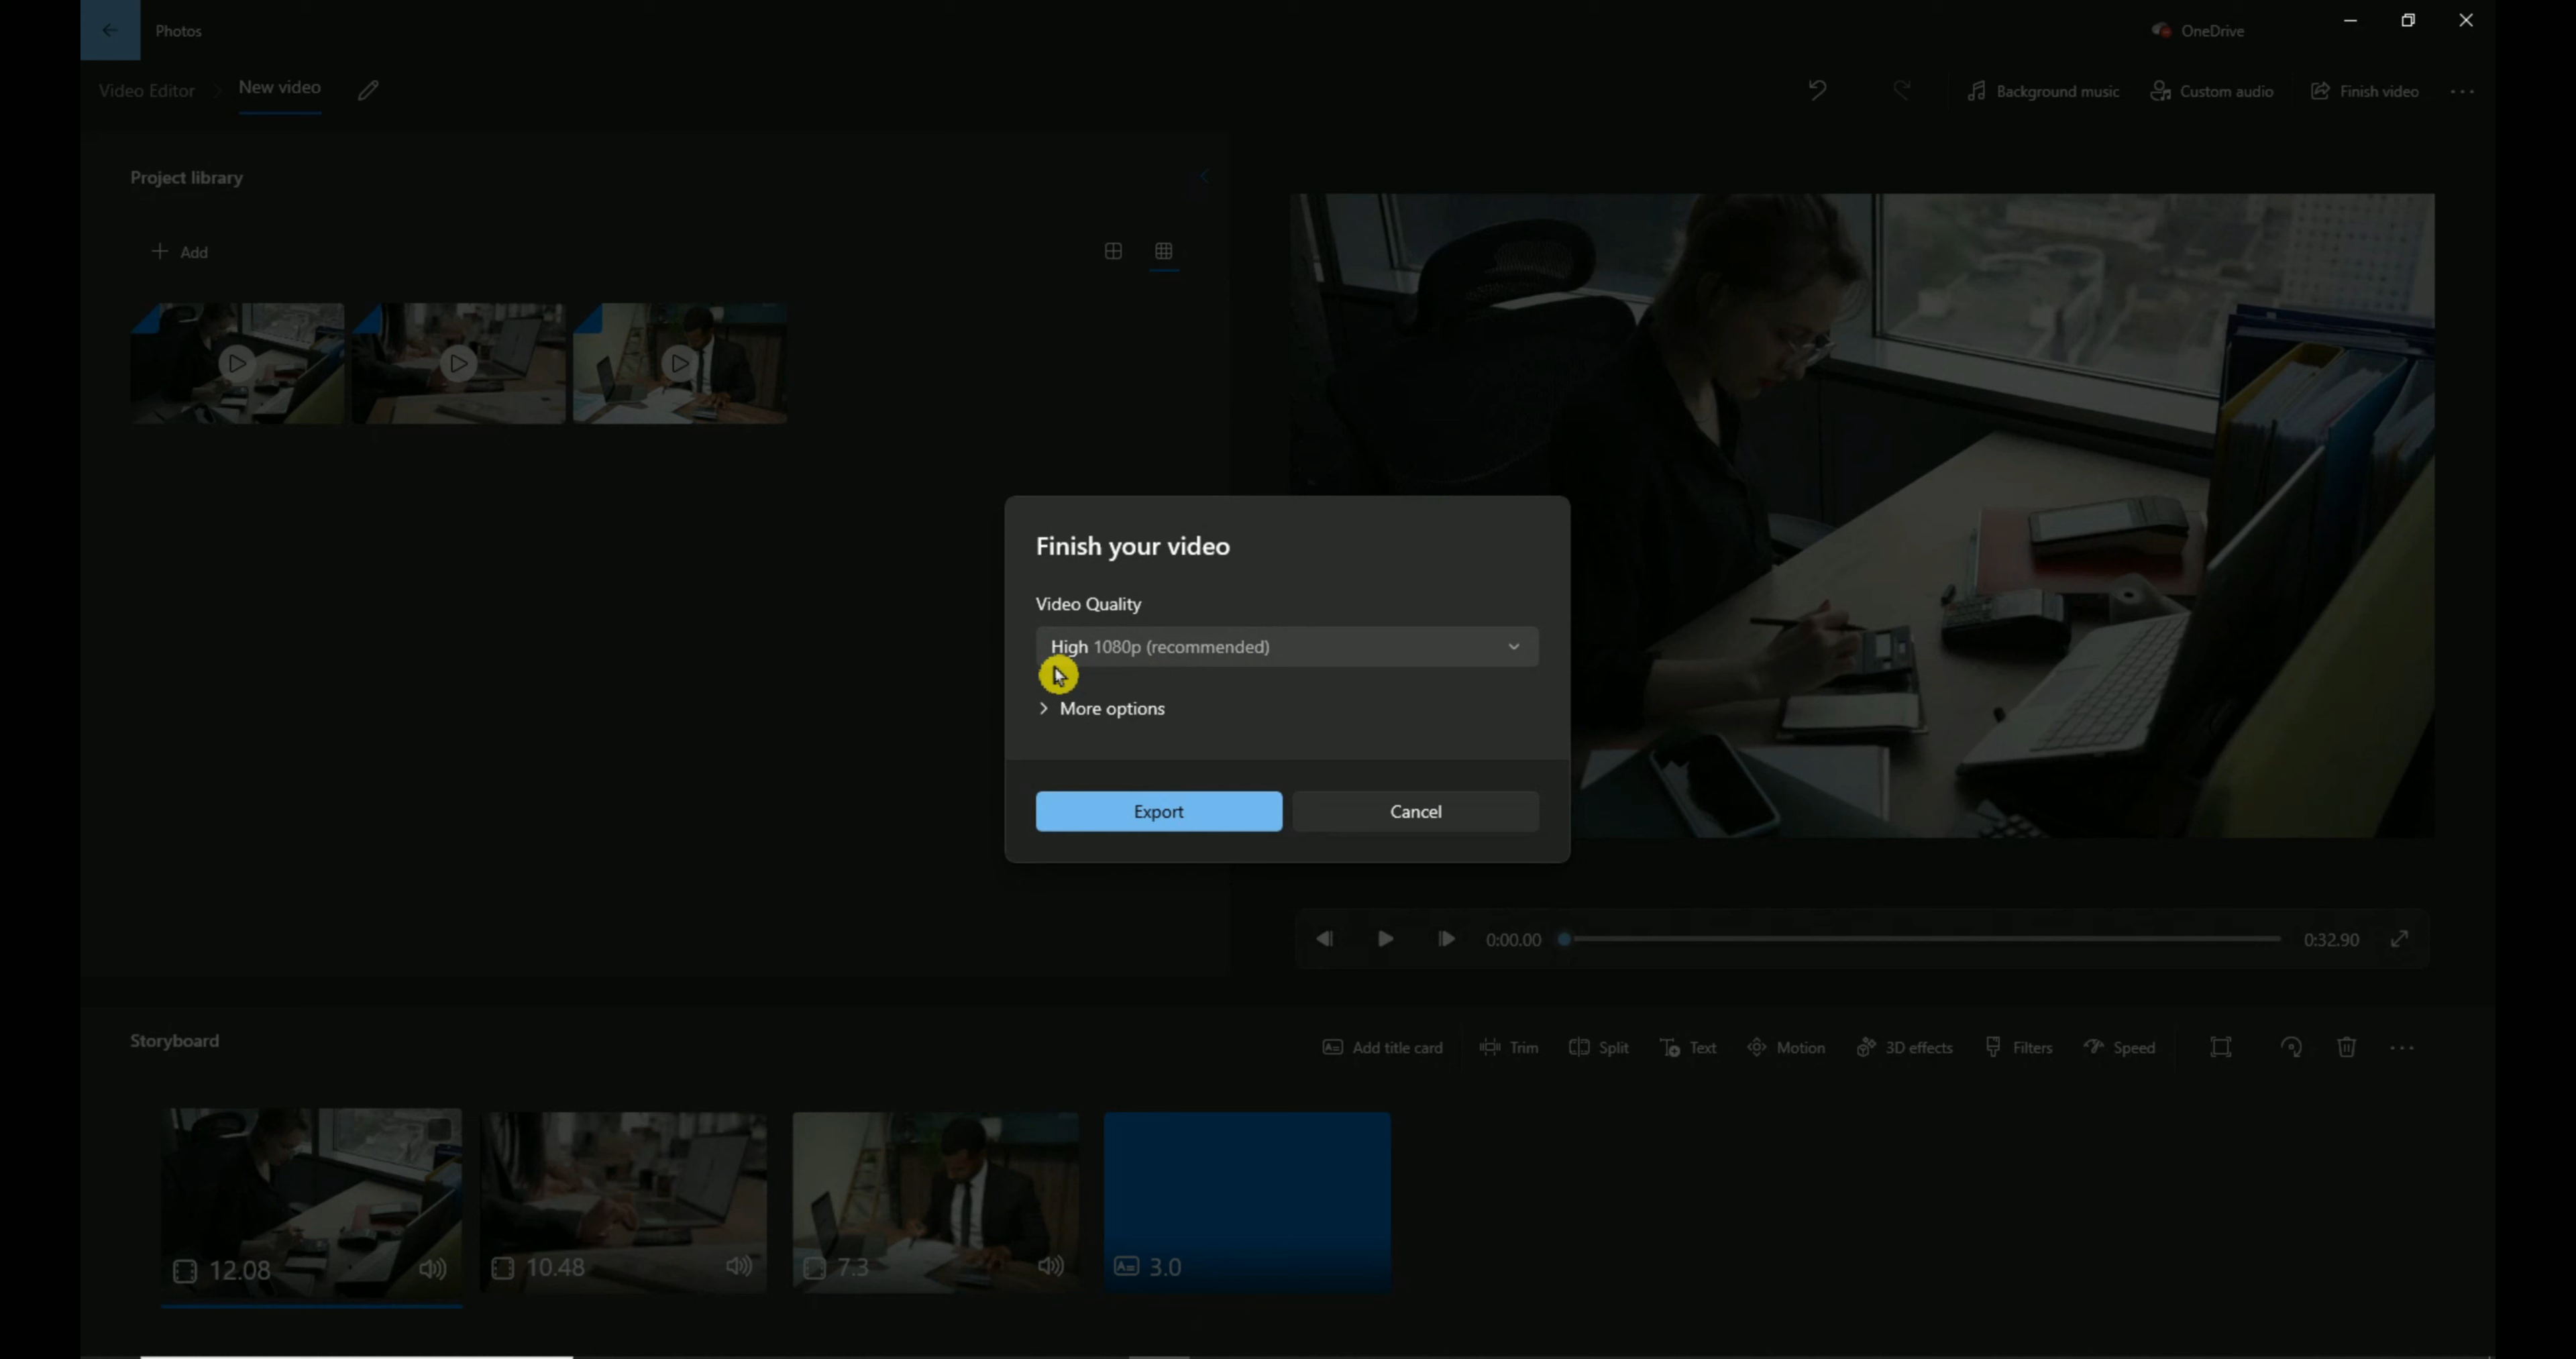 Photos
OneDrive
Video Editor
New video
Background music
Custom audio
Finish video
Project library
Add
Finish your video
Video Quality
High 1080p (recommended)
More options
Export
Cancel
0:00.00
0:32.90
Storyboard
Add title card
Trim
Split
Text
Motion
3D effects
Filters
Speed
12.08
10.48
7.3
3.0